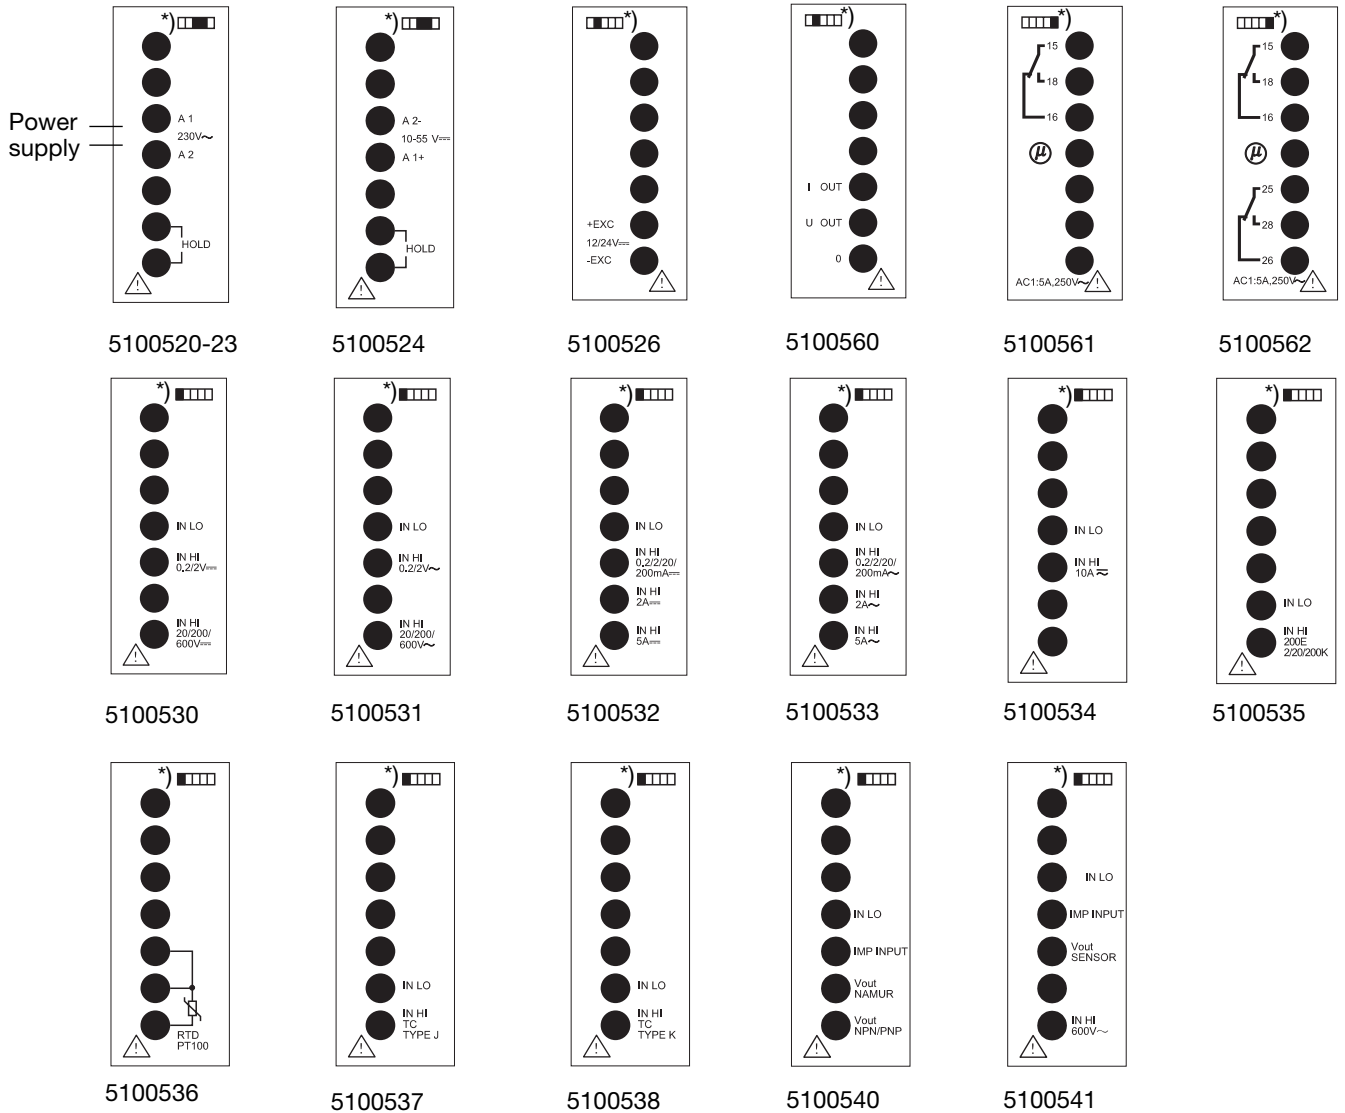 Power
supply
*)
A 1
230V~
A 2
HOLD
!
5100520-23
*)
A 2-
10-55 V⎓
A 1+
HOLD
!
5100524
*)
+EXC
12/24V⎓
-EXC
!
5100526
*)
I OUT
U OUT
0
!
5100560
*)
15
18
16
µ
AC1:5A,250V~
!
5100561
*)
15
18
16
µ
25
28
26
AC1:5A,250V~
!
5100562
*)
IN LO
IN HI
0.2/2V⎓
IN HI
20/200/
600V⎓
!
5100530
*)
IN LO
IN HI
0.2/2V~
IN HI
20/200/
600V~
!
5100531
*)
IN LO
IN HI
0.2/2/20/
200mA⎓
IN HI
2A⎓
IN HI
5A⎓
!
5100532
*)
IN LO
IN HI
0.2/2/20/
200mA~
IN HI
2A~
IN HI
5A~
!
5100533
*)
IN LO
IN HI
10A ⎓~
!
5100534
*)
IN LO
IN HI
200E
2/20/200K
!
5100535
*)
RTD
PT100
!
5100536
*)
IN LO
IN HI
TC
TYPE J
!
5100537
*)
IN LO
IN HI
TC
TYPE K
!
5100538
*)
IN LO
IMP INPUT
Vout
NAMUR
Vout
NPN/PNP
!
5100540
*)
IN LO
IMP INPUT
Vout
SENSOR
IN HI
600V~
!
5100541